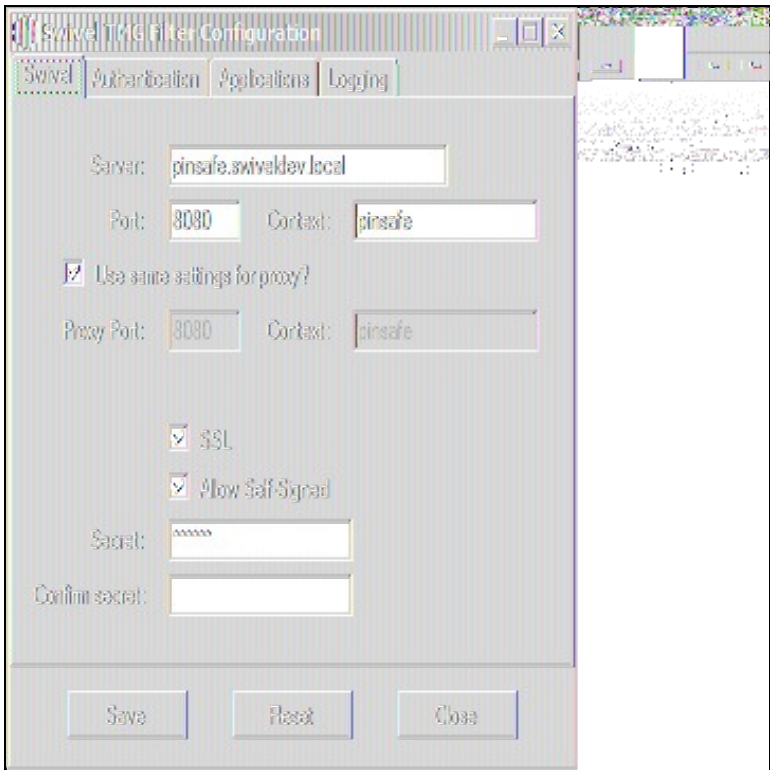 Swivel TMG Filter Configuration
Swivel Authentication Applications Logging
Server: pinsafe.swiveldev.local
Port: 8080 Context: pinsafe
Use same settings for proxy?
Proxy Port: 8080 Context: pinsafe
SSL
Allow Self-Signed
Secret: ******
Confirm secret:
Save Reset Close